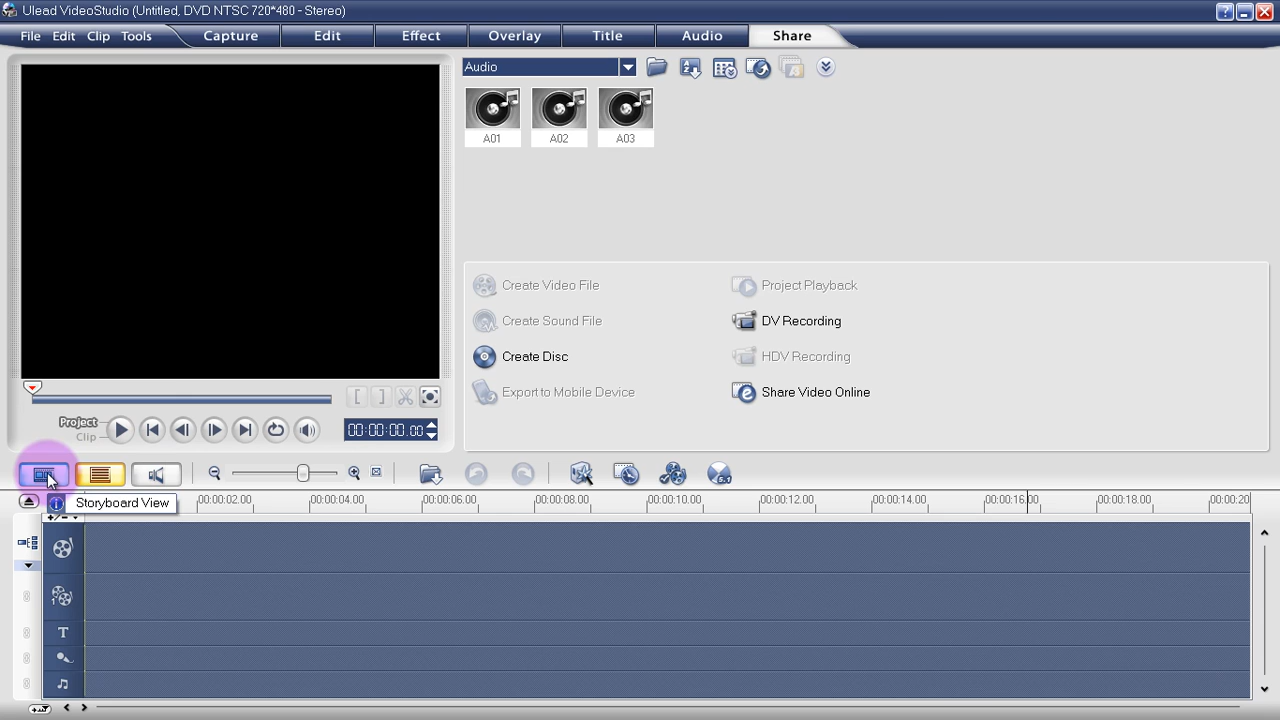 Ulead VideoStudio (Untitled, DVD NTSC 720*480 - Stereo)
File Edit Clip Tools Capture Edit Effect Overlay Title Audio Share
Audio
A01 A02 A03
Create Video File Project Playback
Create Sound File DV Recording
Create Disc HDV Recording
Export to Mobile Device Share Video Online
Project
Clip
00:00:00.00
Storyboard View
00:00:02.00 00:00:04.00 00:00:06.00 00:00:08.00 00:00:10.00 00:00:12.00 00:00:14.00 00:00:16.00 00:00:18.00 00:00:20